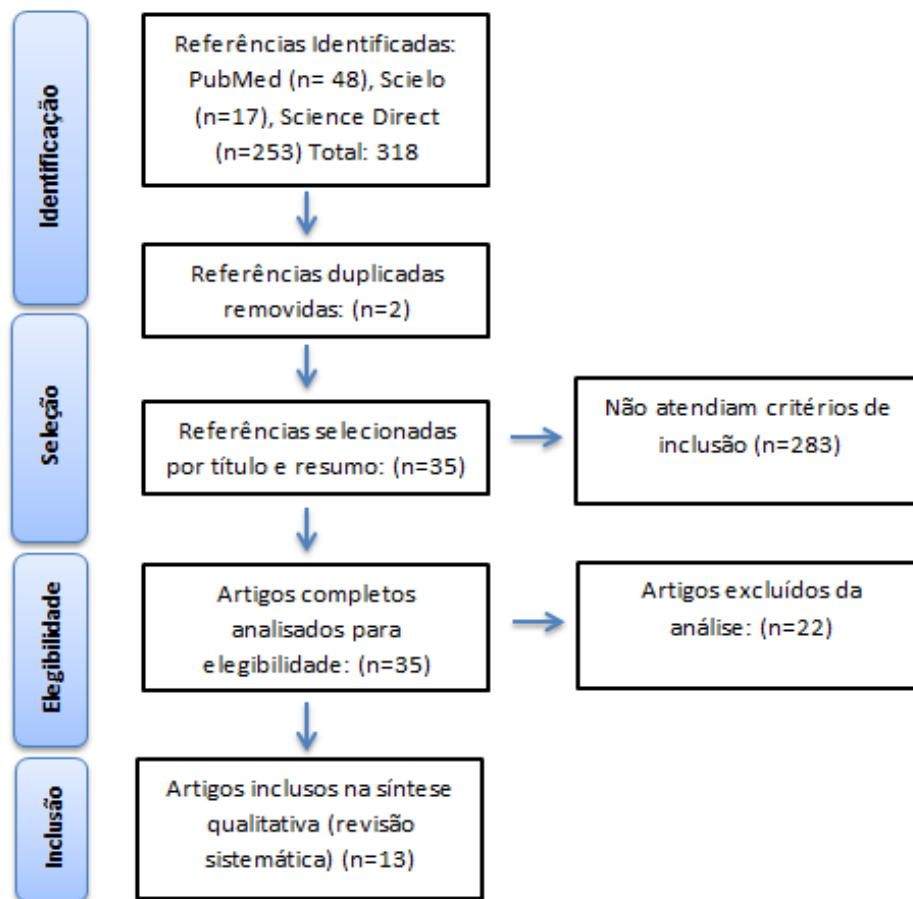 Identificação
Referências Identificadas:
PubMed (n= 48), Scielo
(n=17), Science Direct
(n=253) Total: 318
Referências duplicadas
removidas: (n=2)
Seleção
Referências selecionadas
por título e resumo: (n=35)
Não atendiam critérios de
inclusão (n=283)
Elegibilidade
Artigos completos
analisados para
elegibilidade: (n=35)
Artigos excluídos da
análise: (n=22)
Inclusão
Artigos inclusos na síntese
qualitativa (revisão
sistemática) (n=13)